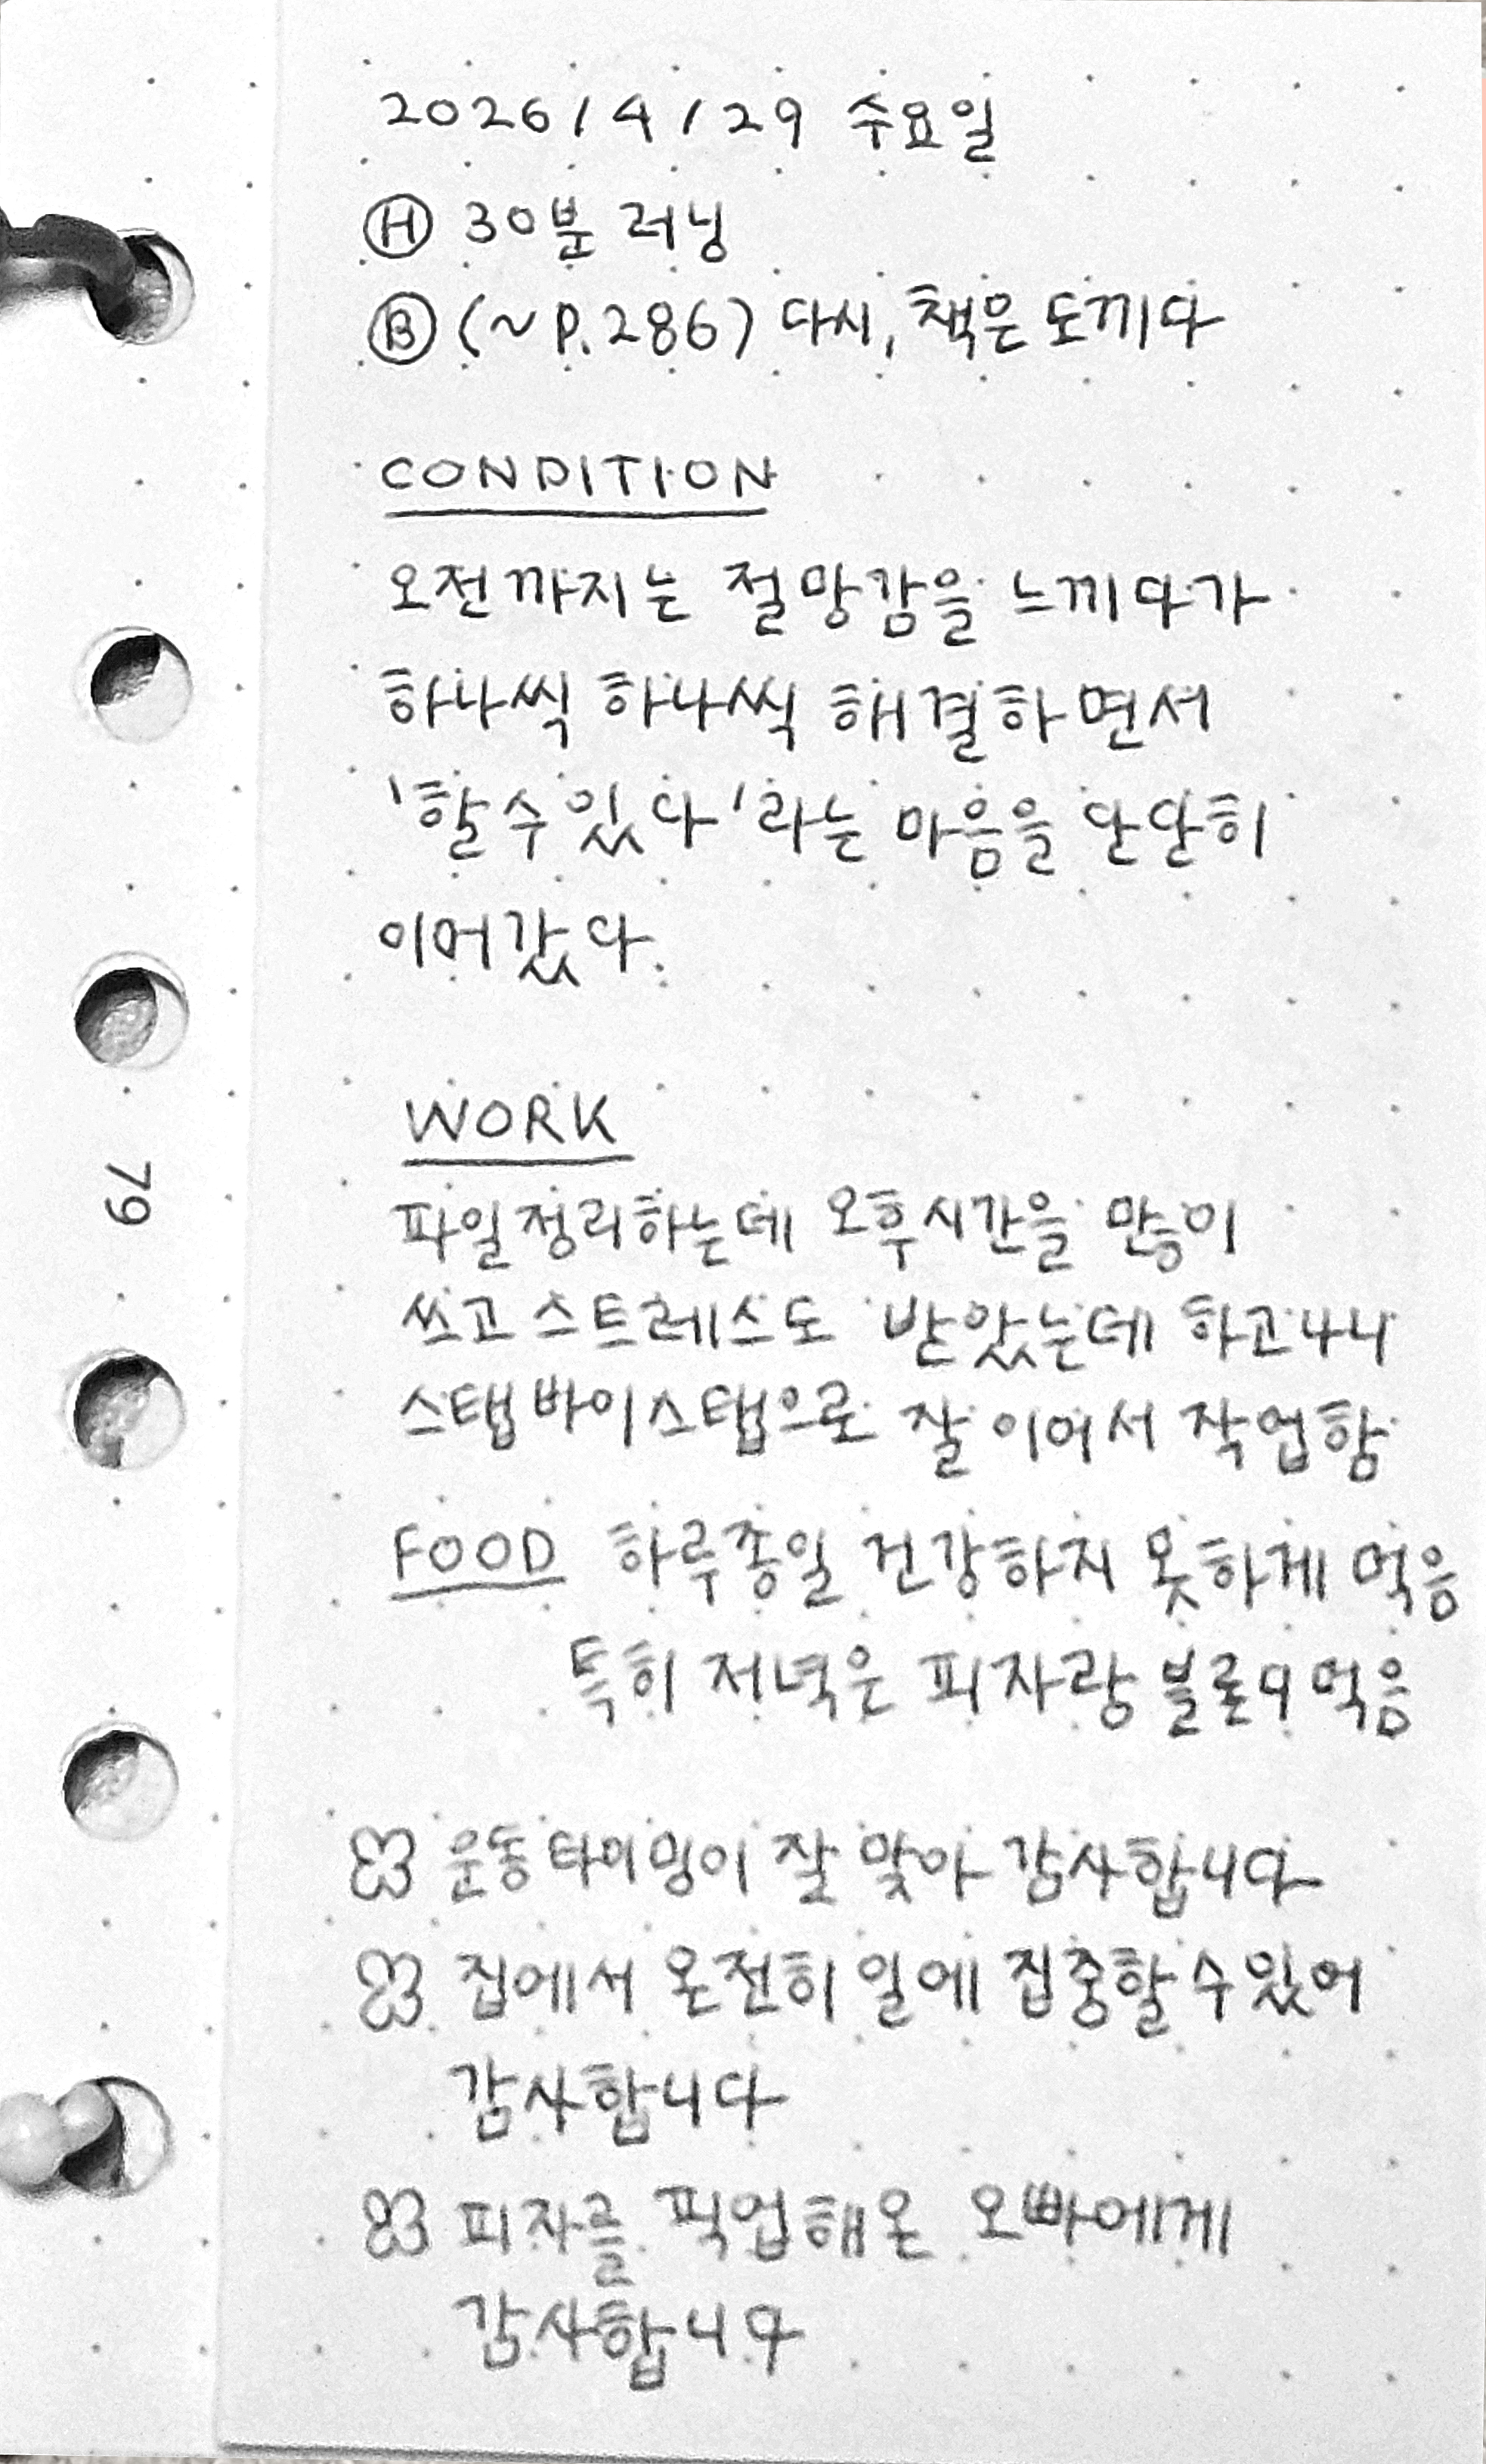 2026/4/29 수요일
Ⓗ 30분 러닝
Ⓑ (~P.286) 다시, 책은 도끼다
CONDITION
오전까지는 절망감을 느끼다가
하나씩 하나씩 해결하면서
'할 수 있다'라는 마음을 단단히
이어갔다.
WORK
파일정리하는데 오후시간을 많이
쓰고 스트레스도 받았는데 하고나니
스탭바이스탭으로 잘 이어서 작업함
FOOD 하루종일 건강하지 못하게 먹음
특히 저녁은 피자랑 불로 먹음
운동 타이밍이 잘 맞아 감사합니다
집에서 온전히 일에 집중할 수 있어
감사합니다
피자를 픽업해온 오빠에게
감사합니다
79